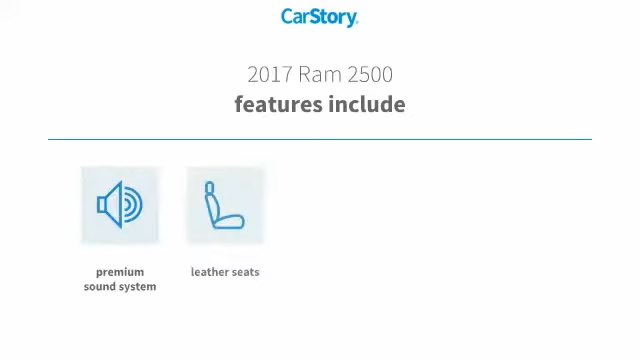 CarStory
2017 Ram 2500
features include
premium
sound system
leather seats